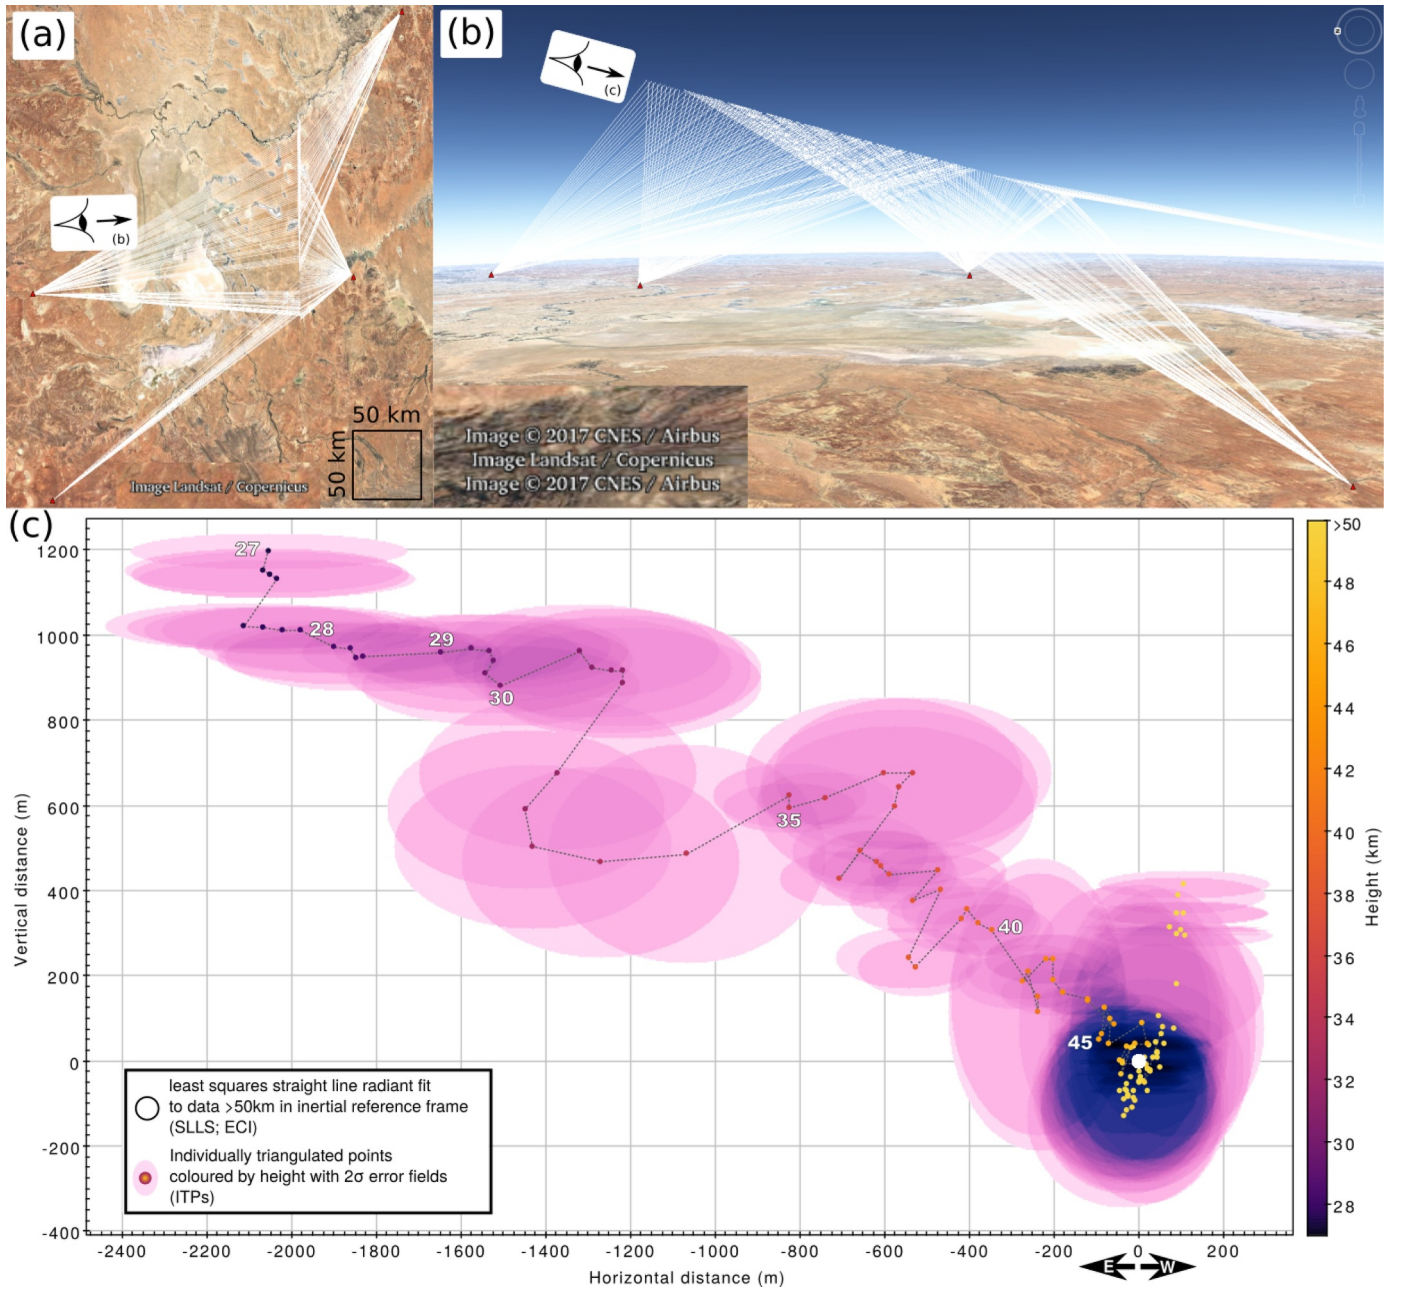 (a)
(b)
50 km
50 km
Image Landsat / Copernicus
(b)
(c)
Image © 2017 CNES / Airbus
Image Landsat / Copernicus
Image © 2017 CNES / Airbus
(c)
1200
1000
800
600
400
200
0
-200
-400
Vertical distance (m)
27
28
29
30
35
40
45
least squares straight line radiant fit
to data >50km in inertial reference frame
(SLLS; ECI)
Individually triangulated points
coloured by height with 2σ error fields
(ITPs)
-2400 -2200 -2000 -1800 -1600 -1400 -1200 -1000 -800 -600 -400 -200 0 200
Horizontal distance (m)
E W
>50
48
46
44
42
40
38
36
34
32
30
28
Height (km)